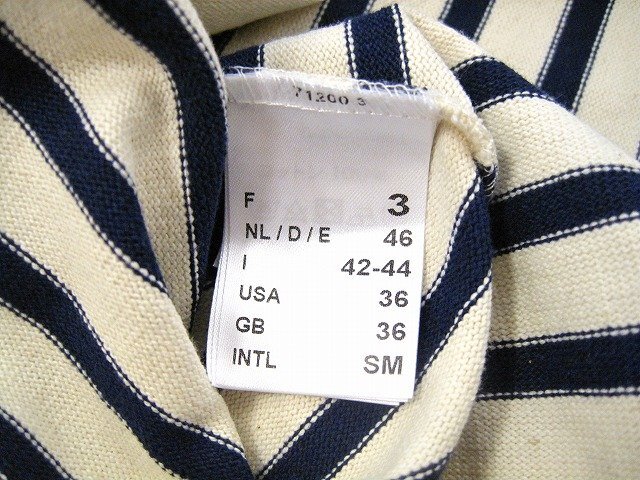 71200 3
F 3
NL / D / E 46
I 42-44
USA 36
GB 36
INTL SM